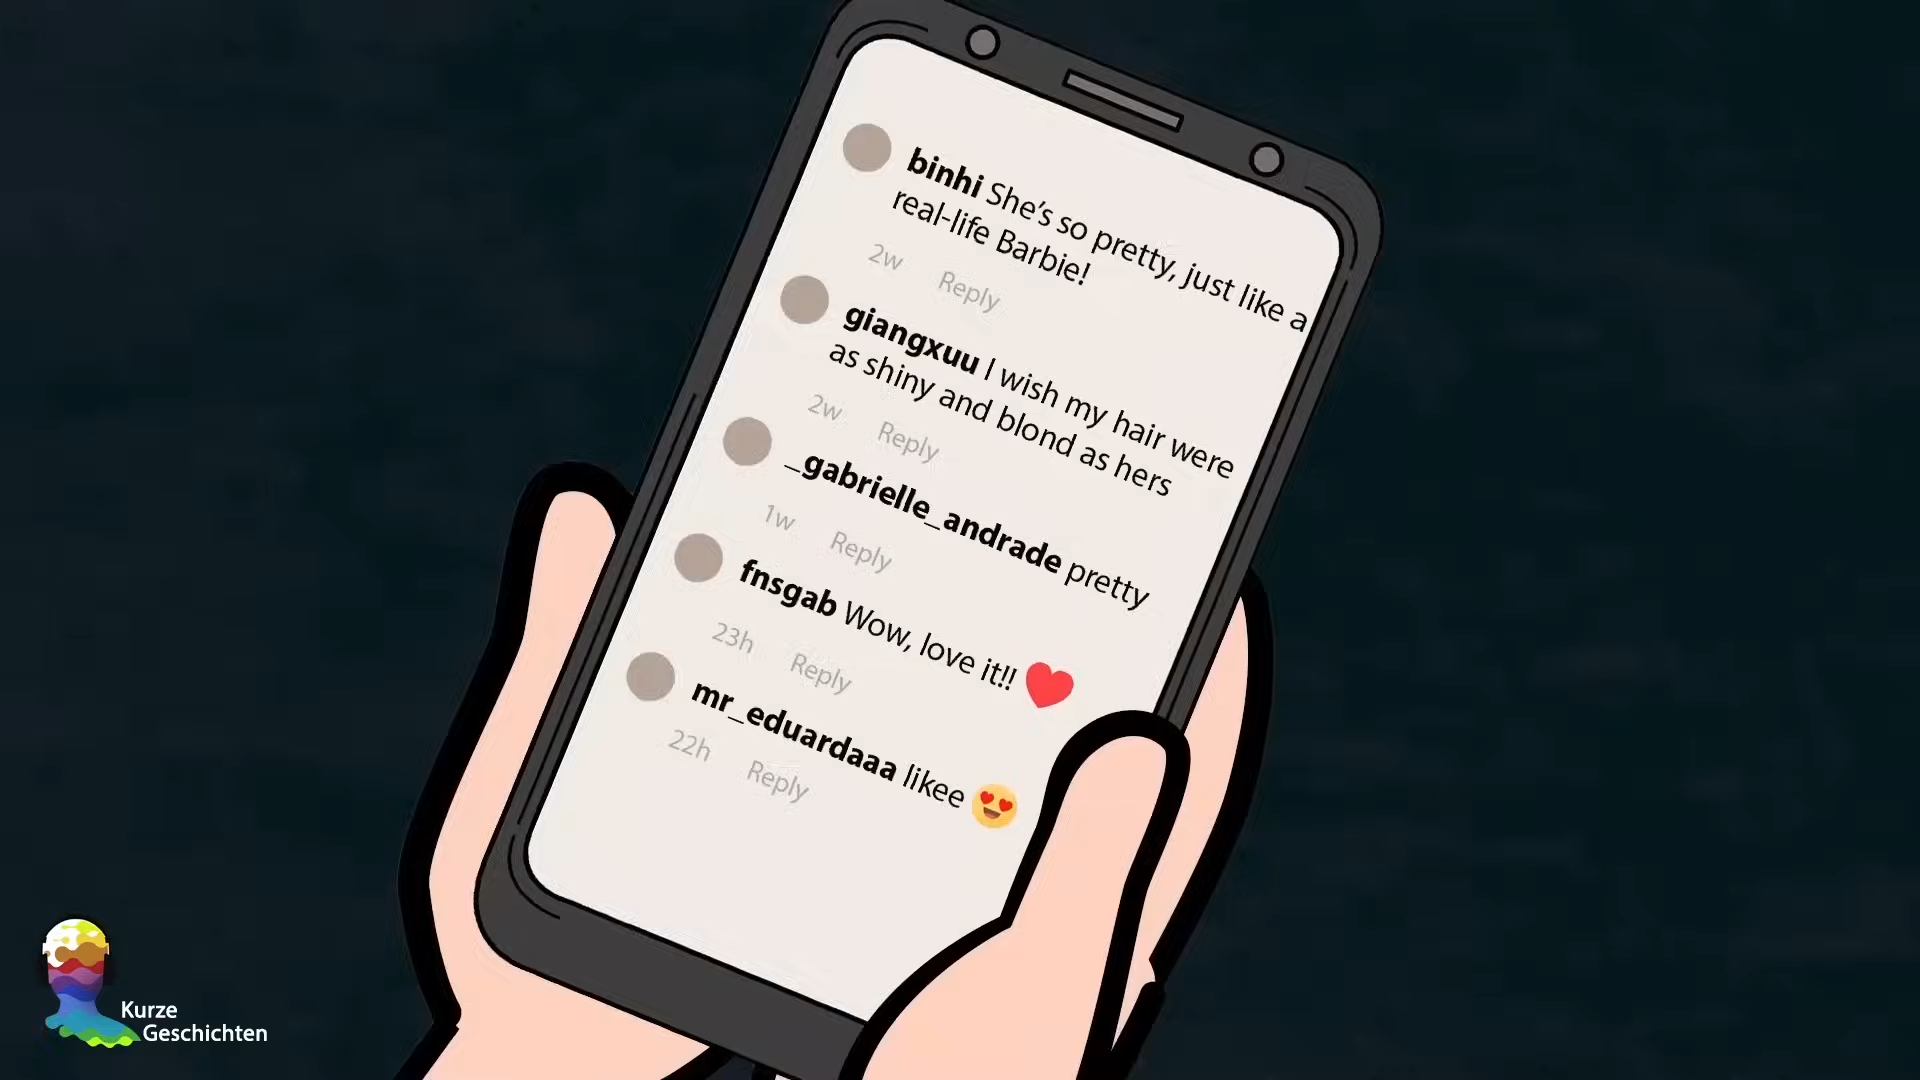 binhi She's so pretty, just like a
real-life Barbie!
2w Reply
giangxuu I wish my hair were
as shiny and blond as hers
2w Reply
_gabrielle_andrade pretty
1w Reply
fnsgab Wow, love it!! ❤️
23h Reply
mr_eduardaaa likee 😍
22h Reply
Kurze
Geschichten